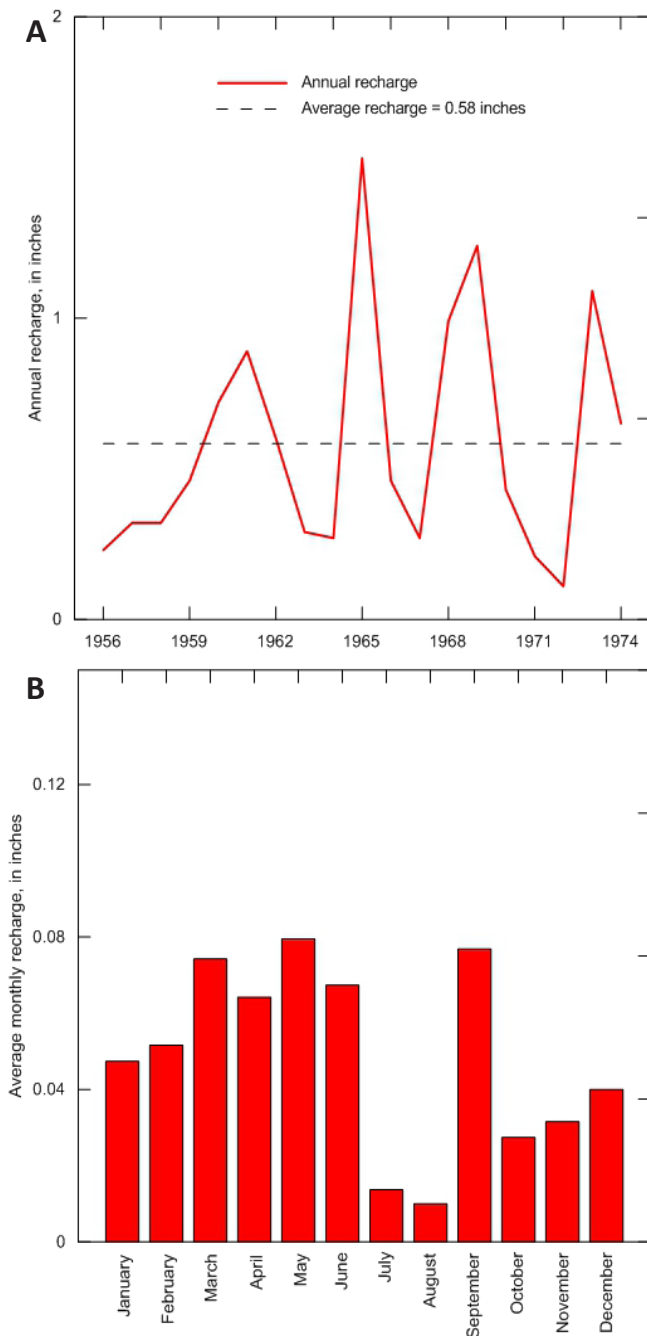 A
2
Annual recharge
Average recharge = 0.58 inches
Annual recharge, in inches
1
0
1956 1959 1962 1965 1968 1971 1974
B
0.12
Average monthly recharge, in inches
0.08
0.04
0
January February March April May June July August September October November December